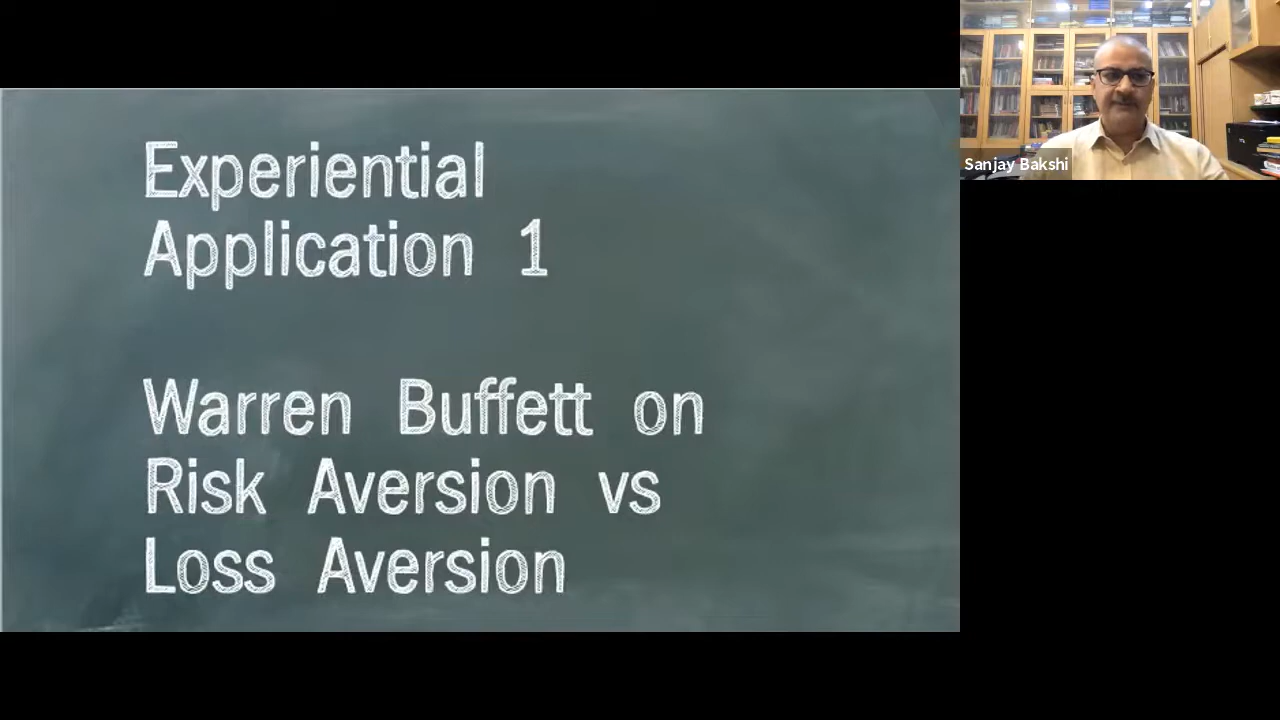 Experiential
Application 1
Warren Buffett on
Risk Aversion vs
Loss Aversion
Sanjay Bakshi